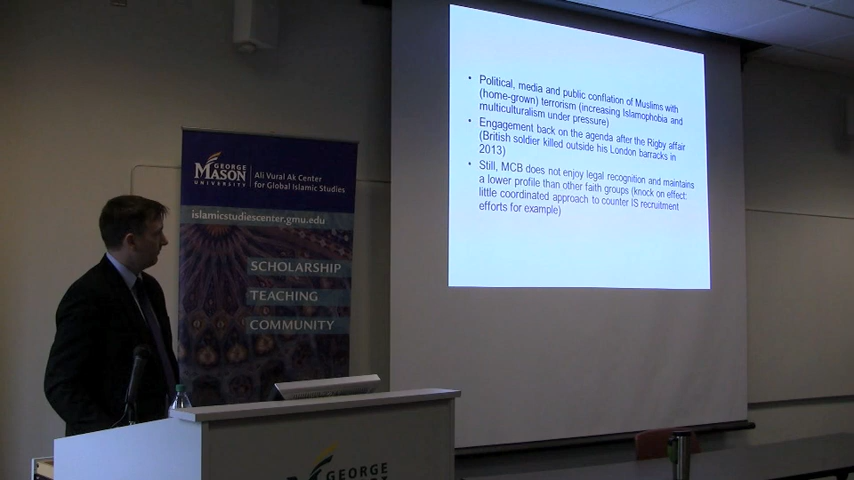 • Political, media and public conflation of Muslims with
(home-grown) terrorism (increasing Islamophobia and
multiculturalism under pressure)
• Engagement back on the agenda after the Rigby affair
(British soldier killed outside his London barracks in
2013)
• Still, MCB does not enjoy legal recognition and maintains
a lower profile than other faith groups (knock on effect:
little coordinated approach to counter IS recruitment
efforts for example)
GEORGE
MASON
UNIVERSITY
Ali Vural Ak Center
for Global Islamic Studies
islamicstudiescenter.gmu.edu
SCHOLARSHIP
TEACHING
COMMUNITY
GEORGE